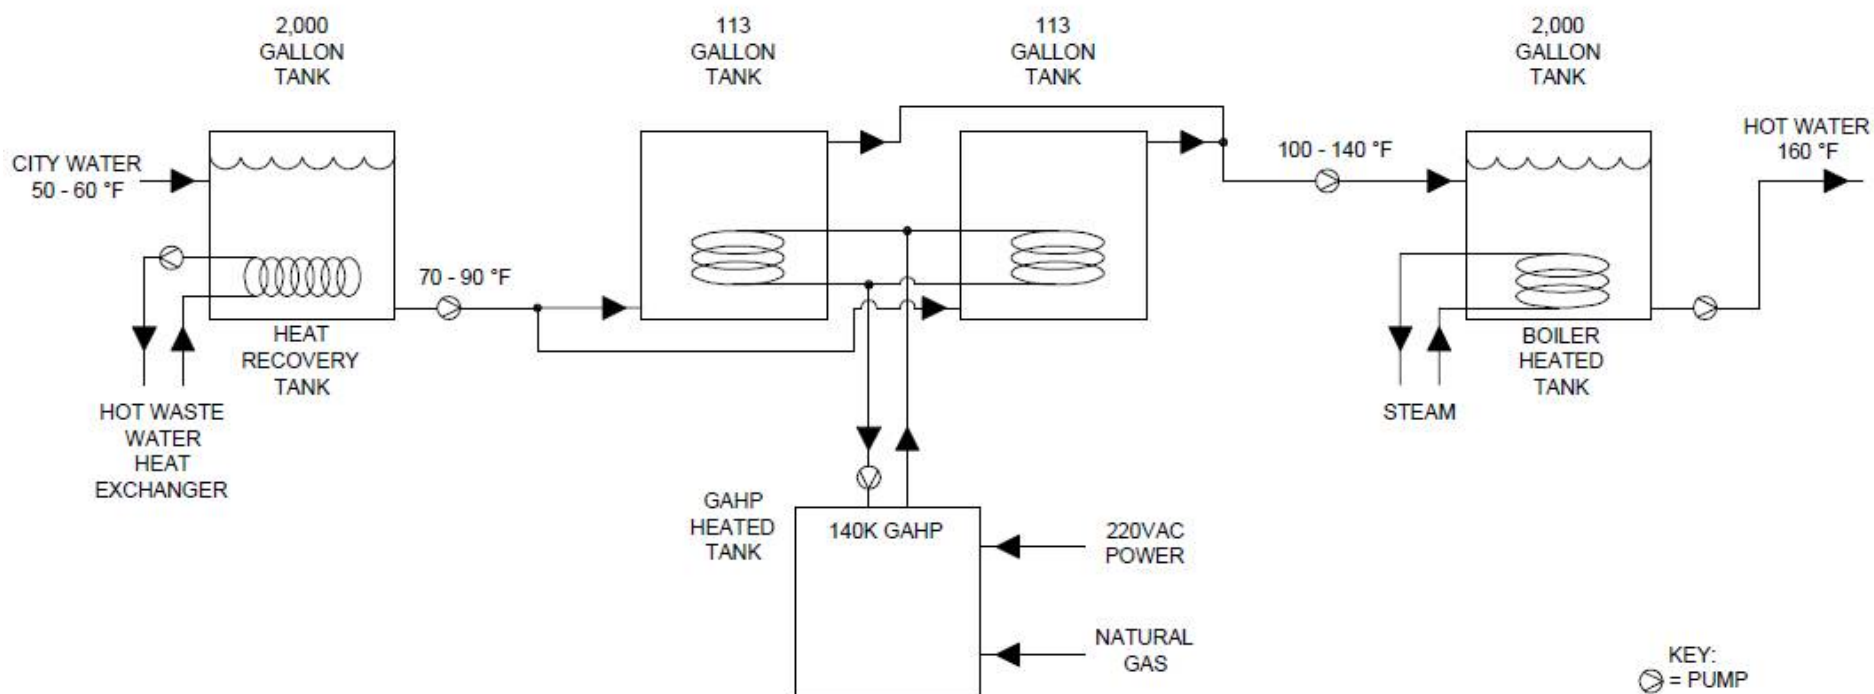 2,000
GALLON
TANK
113
GALLON
TANK
113
GALLON
TANK
2,000
GALLON
TANK
CITY WATER
50 - 60 °F
70 - 90 °F
100 - 140 °F
HOT WATER
160 °F
HEAT
RECOVERY
TANK
HOT WASTE
WATER
HEAT
EXCHANGER
BOILER
HEATED
TANK
STEAM
GAHP
HEATED
TANK
140K GAHP
220VAC
POWER
NATURAL
GAS
KEY:
= PUMP